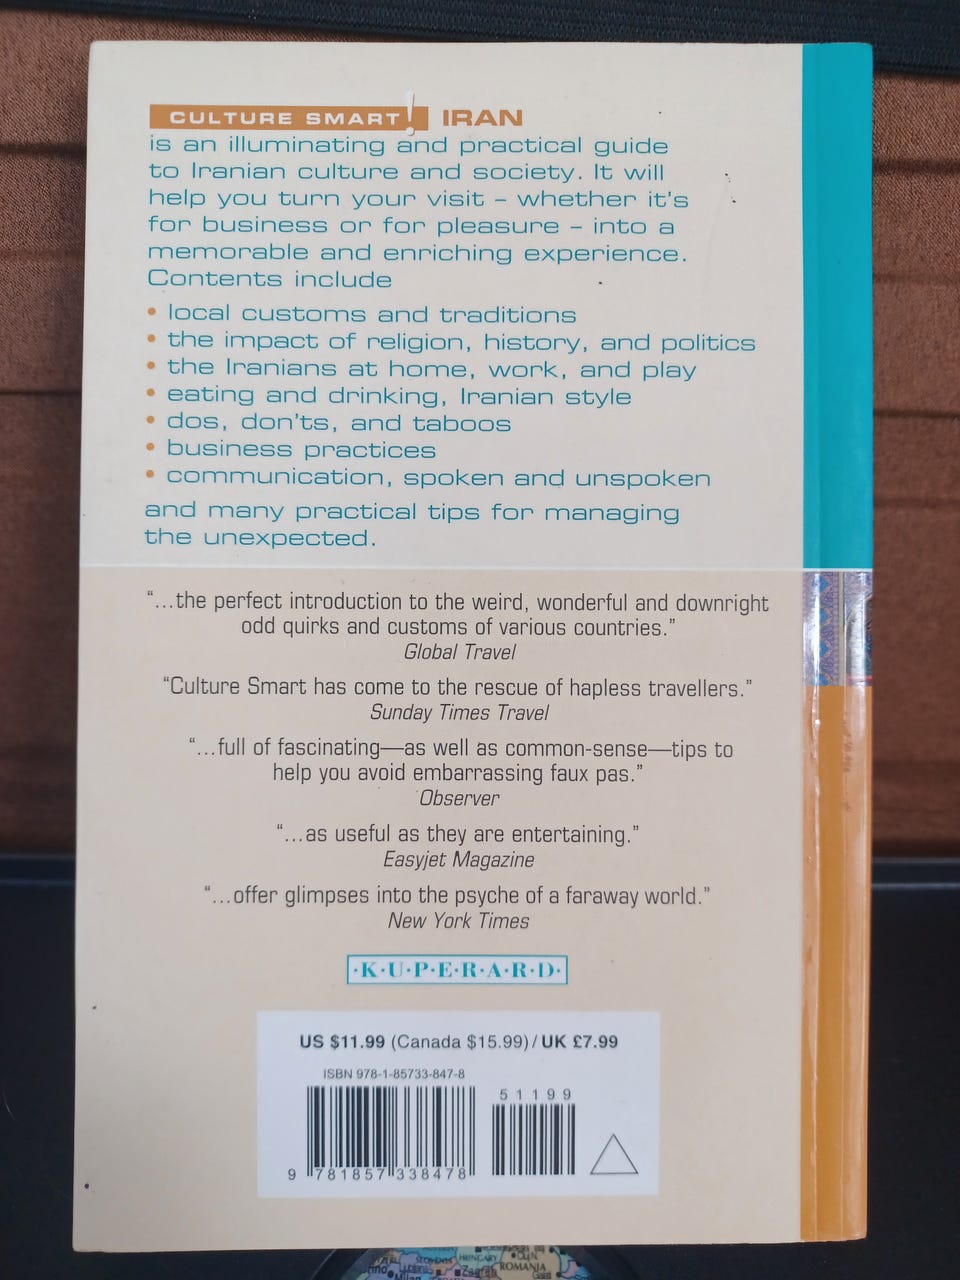 CULTURE SMART! IRAN
is an illuminating and practical guide
to Iranian culture and society. It will
help you turn your visit – whether it's
for business or for pleasure – into a
memorable and enriching experience.
Contents include
• local customs and traditions
• the impact of religion, history, and politics
• the Iranians at home, work, and play
• eating and drinking, Iranian style
• dos, don'ts, and taboos
• business practices
• communication, spoken and unspoken
and many practical tips for managing
the unexpected.
“...the perfect introduction to the weird, wonderful and downright
odd quirks and customs of various countries.”
Global Travel
“Culture Smart has come to the rescue of hapless travellers.”
Sunday Times Travel
“...full of fascinating—as well as common-sense—tips to
help you avoid embarrassing faux pas.”
Observer
“...as useful as they are entertaining.”
Easyjet Magazine
“...offer glimpses into the psyche of a faraway world.”
New York Times
·K·U·P·E·R·A·R·D·
US $11.99 (Canada $15.99) / UK £7.99
ISBN 978-1-85733-847-8
51199
9 781857 338478
HUNGARY
ROMANIA
Zagreb
Milan